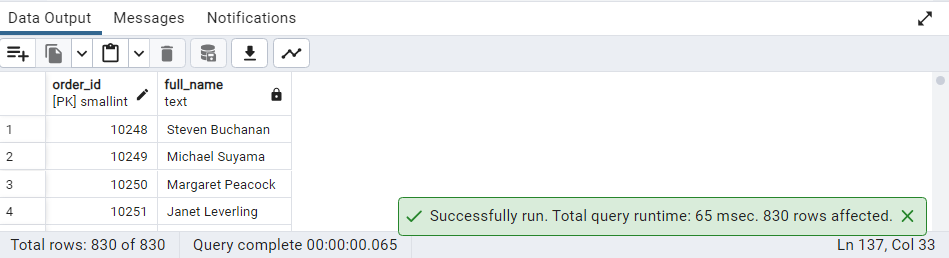 Data Output Messages Notifications
order_id full_name
[PK] smallint text
1 10248 Steven Buchanan
2 10249 Michael Suyama
3 10250 Margaret Peacock
4 10251 Janet Leverling
Successfully run. Total query runtime: 65 msec. 830 rows affected.
Total rows: 830 of 830 Query complete 00:00:00.065 Ln 137, Col 33